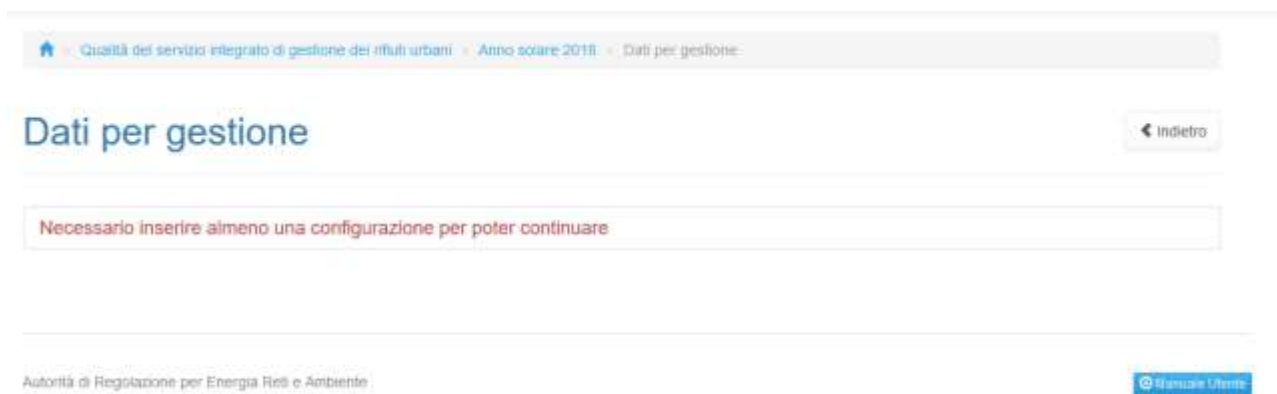 Qualità del servizio integrato di gestione dei rifiuti urbani Anno solare 2018 Dati per gestione
Dati per gestione
Indietro
Necessario inserire almeno una configurazione per poter continuare
Autorità di Regolazione per Energia Reti e Ambiente
Manuale Utente